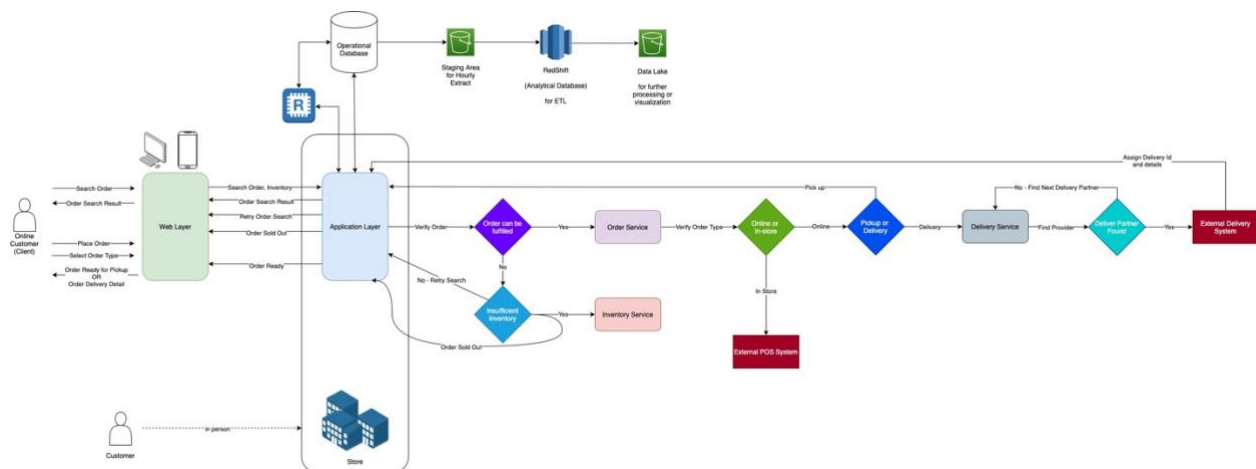 Operational
Database
Staging Area
for Hourly
Extract
RedShift
(Analytical Database)
for ETL
Data Lake
for further
processing or
visualization
R
Assign Delivery Id
and details
Search Order
Search Order, Inventory
Pick up
No - Find Next Delivery Partner
Order Search Result
Order Search Result
Online
Customer
(Client)
Retry Order Search
Web Layer
Application Layer
Verify Order
Order can be
fulfilled
Yes
Order Service
Verify Order Type
Online or
In-store
Online
Pickup or
Delivery
Delivery
Delivery Service
Find Provider
Deliver Partner
Found
Yes
External Delivery
System
Order Sold Out
Place Order
Select Order Type
Order Ready
Order Ready for Pickup
OR
Order Delivery Detail
No
No - Retry Search
In Store
Insufficient
Inventory
Yes
Inventory Service
Order Sold Out
External POS System
In person
Customer
Store